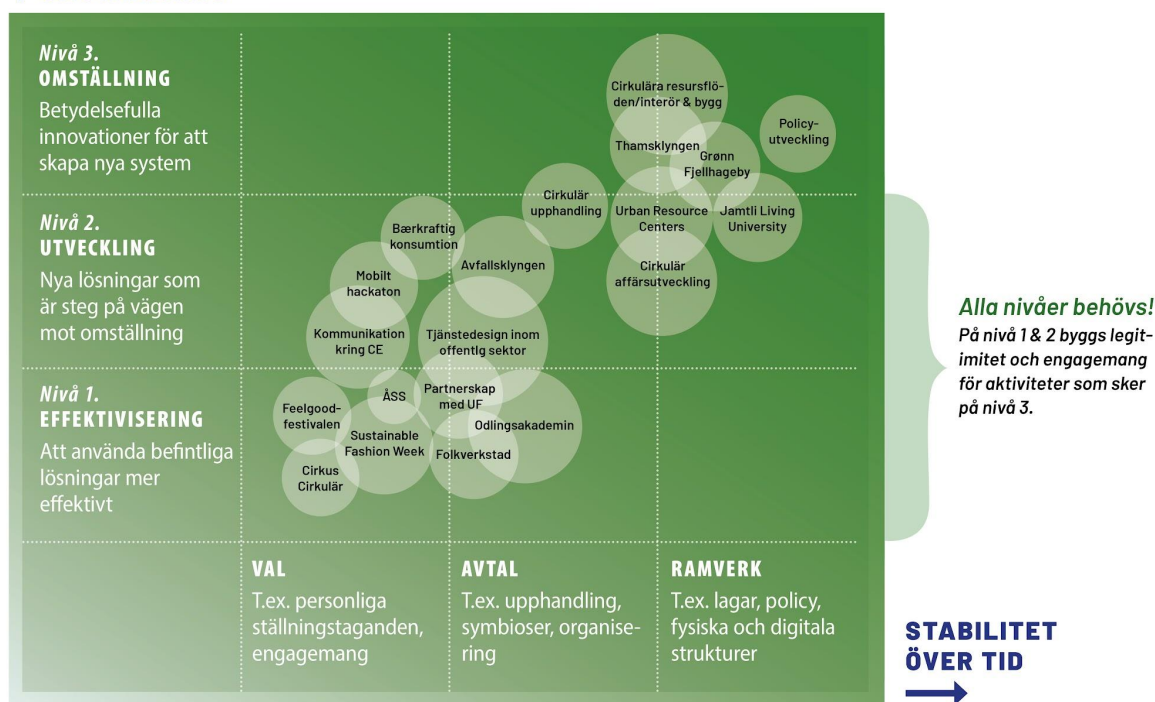 Nivå 3.
OMSTÄLLNING
Betydelsefulla
innovationer för att
skapa nya system
Nivå 2.
UTVECKLING
Nya lösningar som
är steg på vägen
mot omställning
Nivå 1.
EFFEKTIVISERING
Att använda befintliga
lösningar mer
effektivt
Cirkulära resursflö-
den/interör & bygg
Policy-
utveckling
Thamsklyngen
Grønn
Fjellhageby
Cirkulär
upphandling
Urban Resource
Centers
Jamtli Living
University
Bærkraftig
konsumtion
Avfallsklyngen
Cirkulär
affärsutveckling
Mobilt
hackaton
Kommunikation
kring CE
Tjänstedesign inom
offentlg sektor
ÅSS
Partnerskap
med UF
Feelgood-
festivalen
Odlingsakademin
Sustainable
Fashion Week
Folkverkstad
Cirkus
Cirkulär
VAL
T.ex. personliga
ställningstaganden,
engagemang
AVTAL
T.ex. upphandling,
symbioser, organise-
ring
RAMVERK
T.ex. lagar, policy,
fysiska och digitala
strukturer
Alla nivåer behövs!
På nivå 1 & 2 byggs legit-
imitet och engagemang
för aktiviteter som sker
på nivå 3.
STABILITET
ÖVER TID